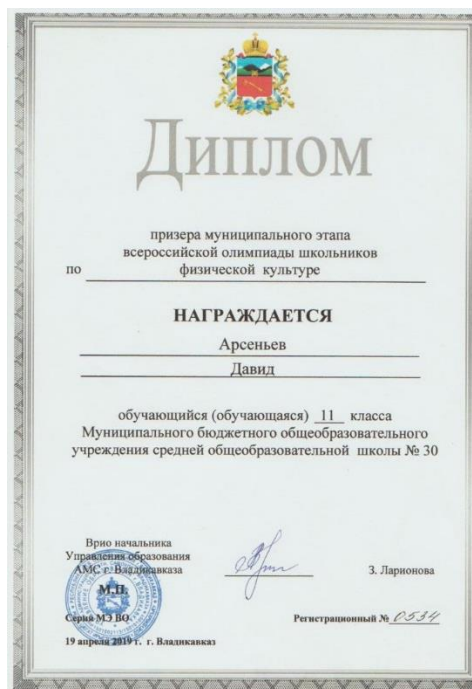 ДИПЛОМ
призера муниципального этапа
всероссийской олимпиады школьников
по физической культуре
НАГРАЖДАЕТСЯ
Арсеньев
Давид
обучающийся (обучающаяся) 11 класса
Муниципального бюджетного общеобразовательного
учреждения средней общеобразовательной школы № 30
Врио начальника
Управления образования
АМС г. Владикавказа
З. Ларионова
М.П.
Серия МЭ ВО
Регистрационный № 0534
19 апреля 2019 г. г. Владикавказ